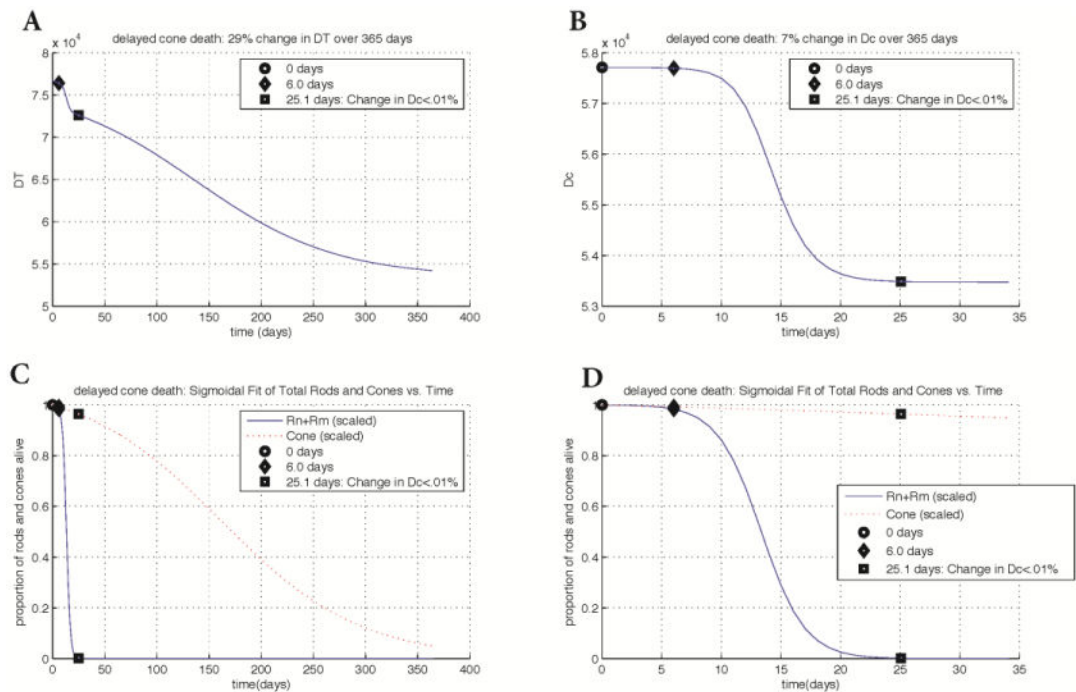 A
x 10⁴
delayed cone death: 29% change in DT over 365 days
8
7.5
7
6.5
6
5.5
5
DT
0 50 100 150 200 250 300 350 400
time (days)
0 days
6.0 days
25.1 days: Change in Dc<.01%
B
x 10⁴
delayed cone death: 7% change in Dc over 365 days
5.8
5.7
5.6
5.5
5.4
5.3
Dc
0 5 10 15 20 25 30 35
time(days)
0 days
6.0 days
25.1 days: Change in Dc<.01%
C
delayed cone death: Sigmoidal Fit of Total Rods and Cones vs. Time
1
0.8
0.6
0.4
0.2
0
proportion of rods and cones alive
0 50 100 150 200 250 300 350 400
time(days)
Rn+Rm (scaled)
Cone (scaled)
0 days
6.0 days
25.1 days: Change in Dc<.01%
D
delayed cone death: Sigmoidal Fit of Total Rods and Cones vs. Time
1
0.8
0.6
0.4
0.2
0
proportion of rods and cones alive
0 5 10 15 20 25 30 35
time(days)
Rn+Rm (scaled)
Cone (scaled)
0 days
6.0 days
25.1 days: Change in Dc<.01%